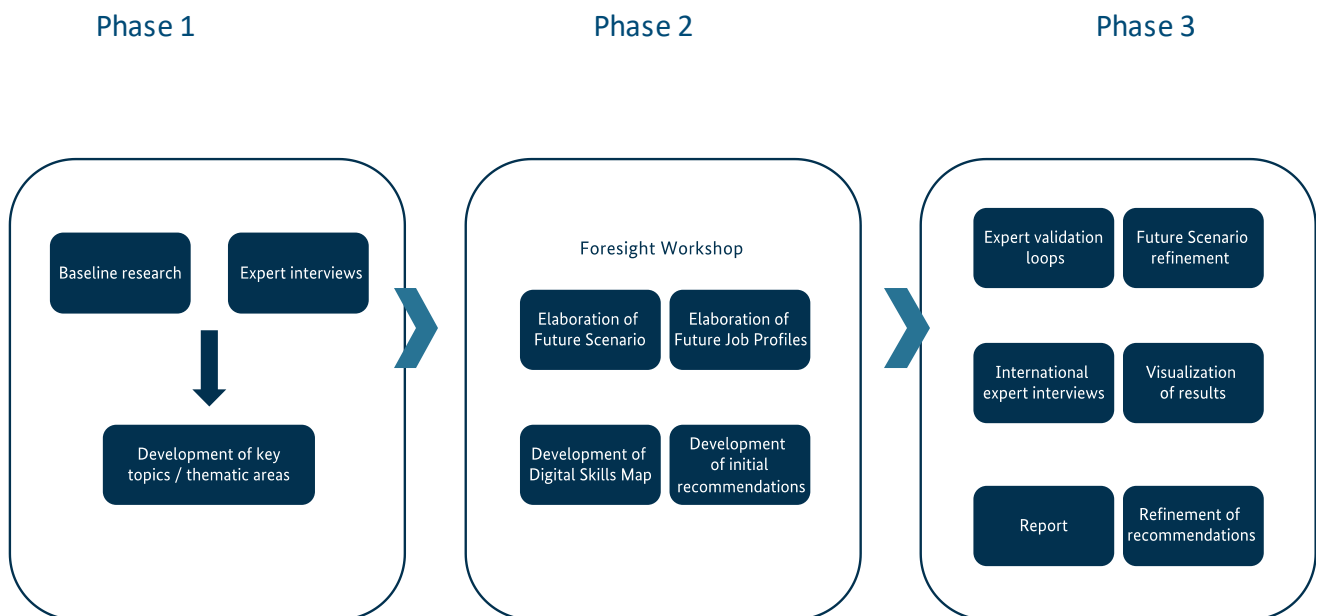 Phase 1
Phase 2
Phase 3
Baseline research
Expert interviews
Development of key
topics / thematic areas
Foresight Workshop
Elaboration of
Future Scenario
Elaboration of
Future Job Profiles
Development of
Digital Skills Map
Development
of initial
recommendations
Expert validation
loops
Future Scenario
refinement
International
expert interviews
Visualization
of results
Report
Refinement of
recommendations